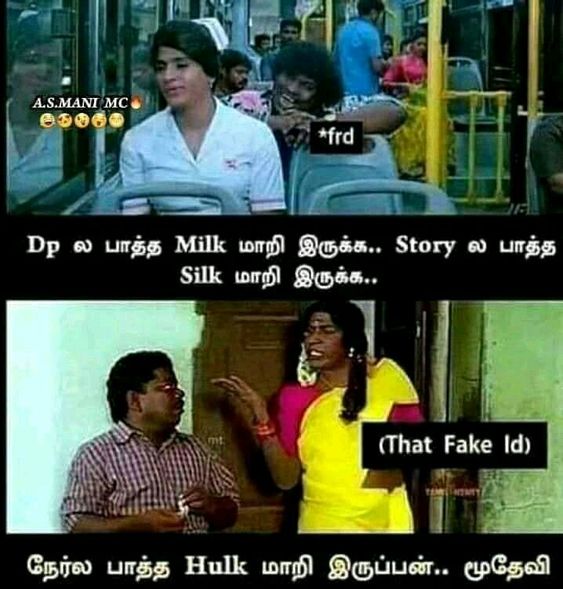 A.S.MANI MC🔥
😂🤣😉😲😁
*frd
Dp ல பாத்த Milk மாறி இருக்க.. Story ல பாத்த
Silk மாறி இருக்க..
(That Fake Id)
நேர்ல பாத்த Hulk மாறி இருப்பன்.. மூதேவி